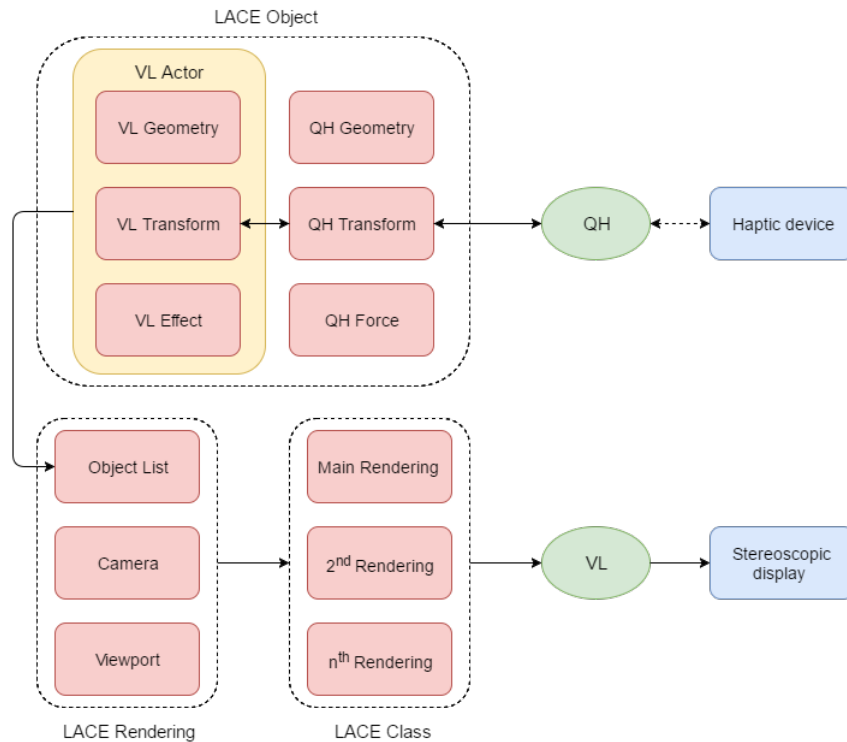 LACE Object
VL Actor
VL Geometry
QH Geometry
VL Transform
QH Transform
QH
Haptic device
VL Effect
QH Force
Object List
Main Rendering
Camera
2nd Rendering
VL
Stereoscopic
display
Viewport
nth Rendering
LACE Rendering
LACE Class